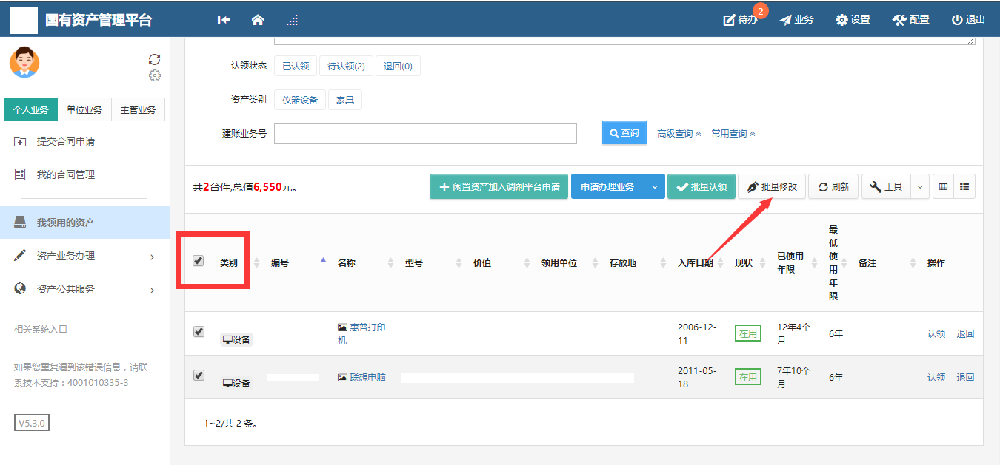 国有资产管理平台
待办 2 业务 设置 配置 退出
个人业务 单位业务 主管业务
提交合同申请
我的合同管理
我领用的资产
资产业务办理
资产公共服务
相关系统入口
如果您重复遇到该错误信息，请联
系技术支持：4001010335-3
V5.3.0
认领状态 已认领 待认领(2) 退回(0)
资产类别 仪器设备 家具
建账业务号 查询 高级查询 常用查询
共2台件,总值6,550元。 闲置资产加入调剂平台申请 申请办理业务 批量认领 批量修改 刷新 工具
类别 编号 名称 型号 价值 领用单位 存放地 入库日期 现状 已使用
年限 最
低
使
用
年
限 备注 操作
设备 惠普打印
机 2006-12-
11 在用 12年4个
月 6年 认领 退回
设备 联想电脑 2011-05-
18 在用 7年10个
月 6年 认领 退回
1~2/共 2 条。